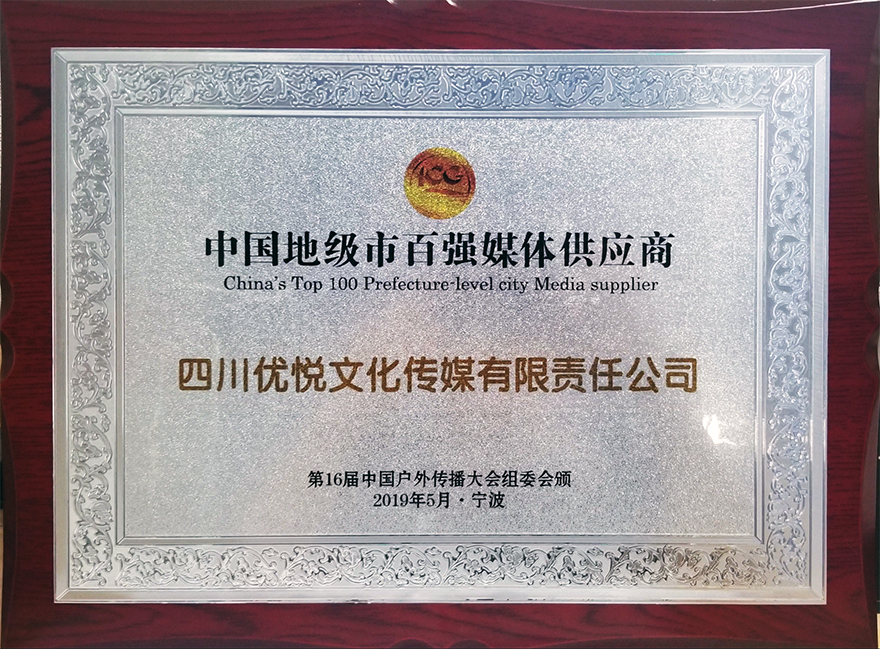 中国地级市百强媒体供应商
China's Top 100 Prefecture-level city Media supplier
四川优悦文化传媒有限责任公司
第16届中国户外传播大会组委会颁
2019年5月·宁波